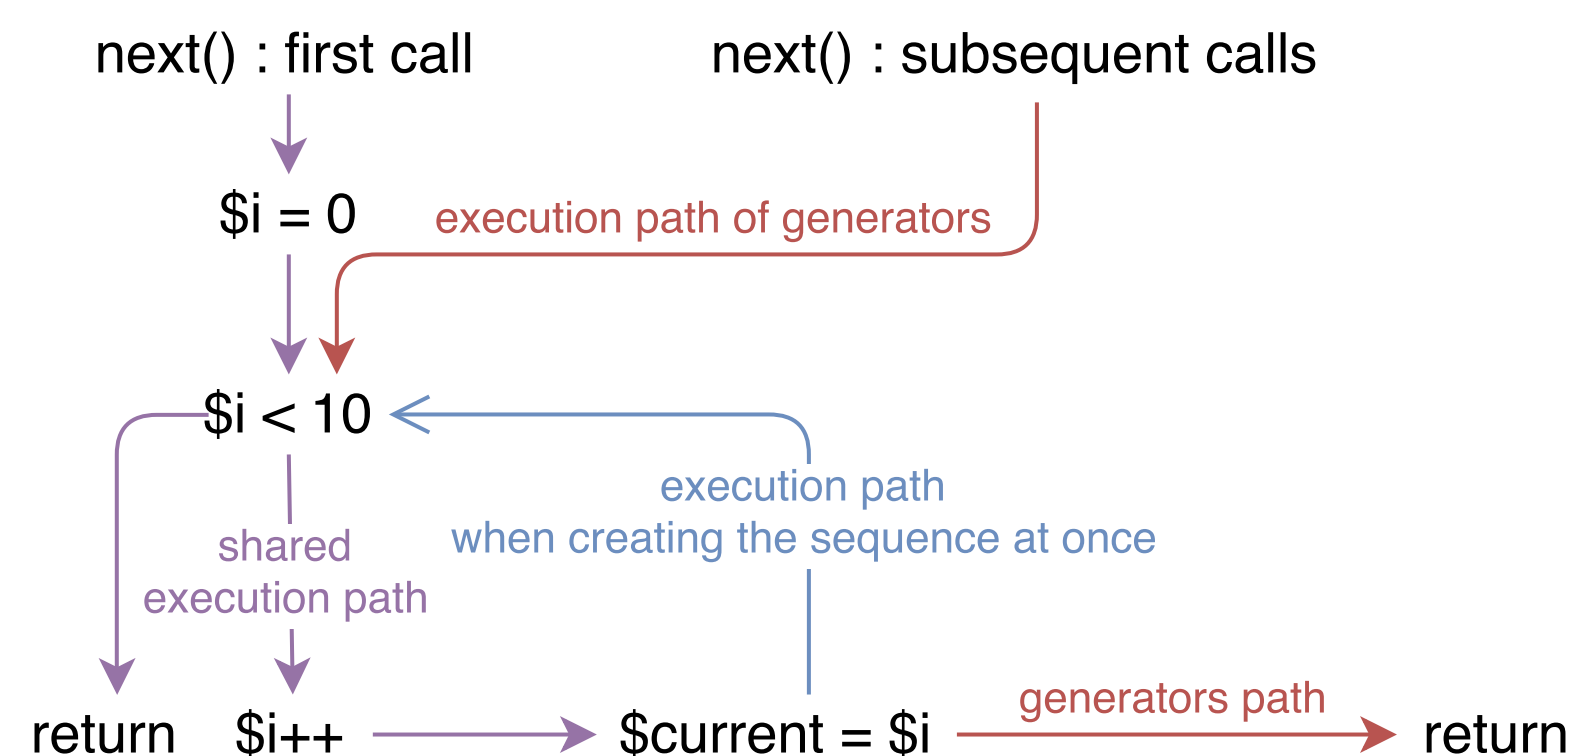 next() : first call
next() : subsequent calls
$i = 0
execution path of generators
$i < 10
execution path
when creating the sequence at once
shared
execution path
generators path
return
$i++
$current = $i
return